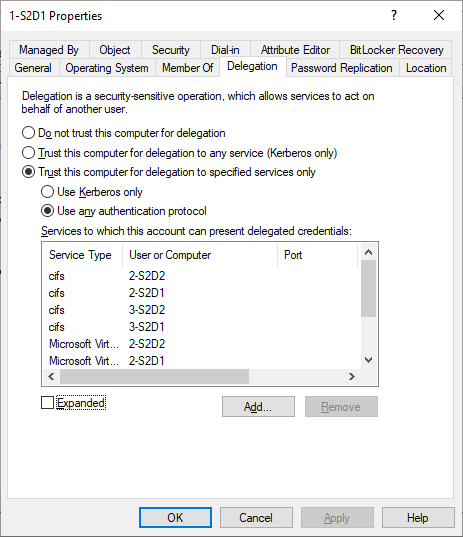 1-S2D1 Properties
?
Managed By Object Security Dial-in Attribute Editor BitLocker Recovery
General Operating System Member Of Delegation Password Replication Location
Delegation is a security-sensitive operation, which allows services to act on
behalf of another user.
Do not trust this computer for delegation
Trust this computer for delegation to any service (Kerberos only)
Trust this computer for delegation to specified services only
Use Kerberos only
Use any authentication protocol
Services to which this account can present delegated credentials:
Service Type User or Computer Port
cifs 2-S2D2
cifs 2-S2D1
cifs 3-S2D2
cifs 3-S2D1
Microsoft Virt... 2-S2D2
Microsoft Virt... 2-S2D1
Expanded Add... Remove
OK Cancel Apply Help